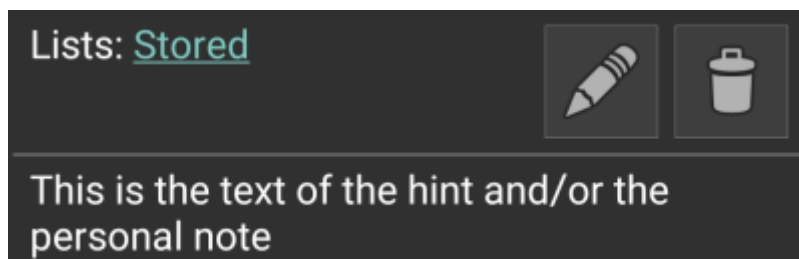 Lists: Stored
This is the text of the hint and/or the
personal note